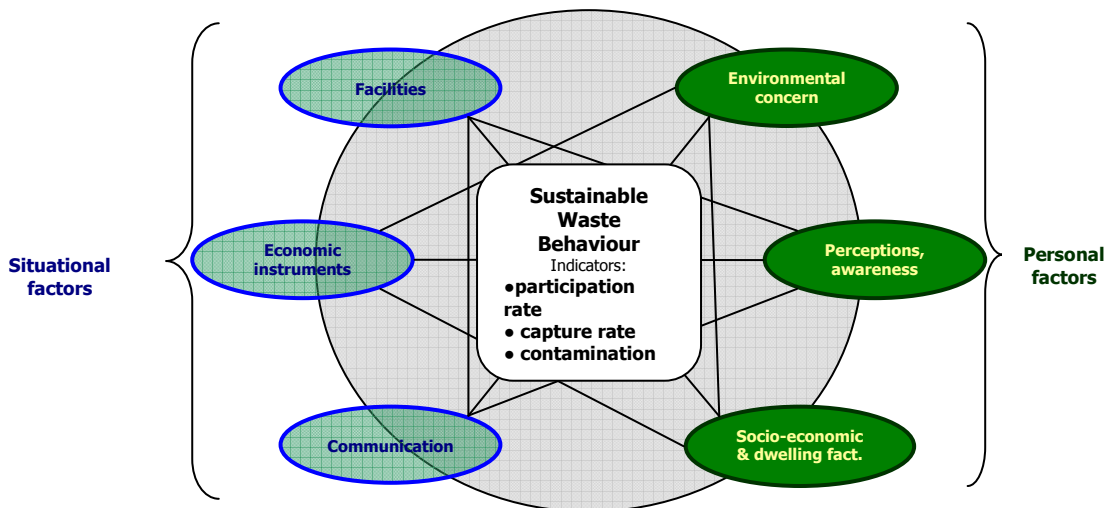 Situational
factors
Facilities
Economic
instruments
Communication
Sustainable
Waste
Behaviour
Indicators:
●participation
rate
● capture rate
● contamination
Environmental
concern
Perceptions,
awareness
Socio-economic
& dwelling fact.
Personal
factors